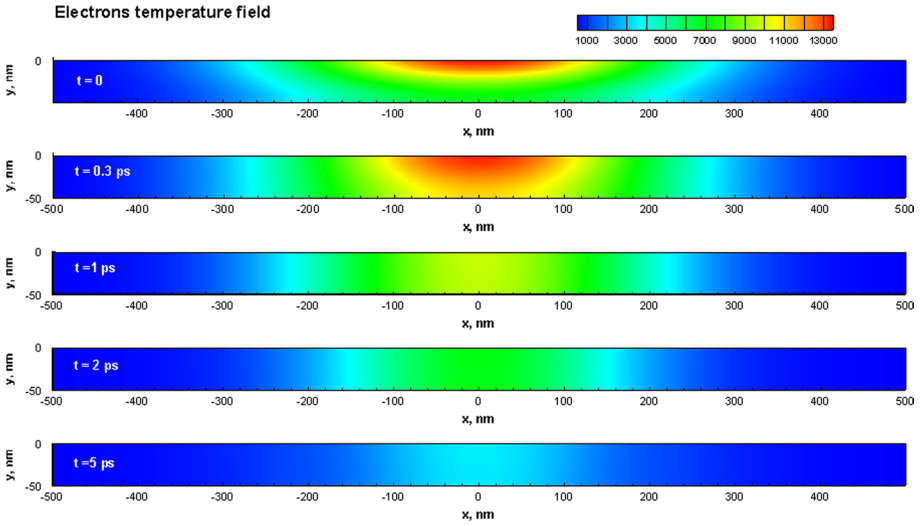 Electrons temperature field
1000 3000 5000 7000 9000 11000 13000
y, nm
0
t = 0
-400 -300 -200 -100 0 100 200 300 400
x, nm
y, nm
0
t = 0.3 ps
-50
-500 -400 -300 -200 -100 0 100 200 300 400 500
x, nm
y, nm
0
t =1 ps
-50
-500 -400 -300 -200 -100 0 100 200 300 400 500
x, nm
y, nm
0
t = 2 ps
-50
-500 -400 -300 -200 -100 0 100 200 300 400 500
x, nm
y, nm
0
t =5 ps
-50
-500 -400 -300 -200 -100 0 100 200 300 400 500
x, nm